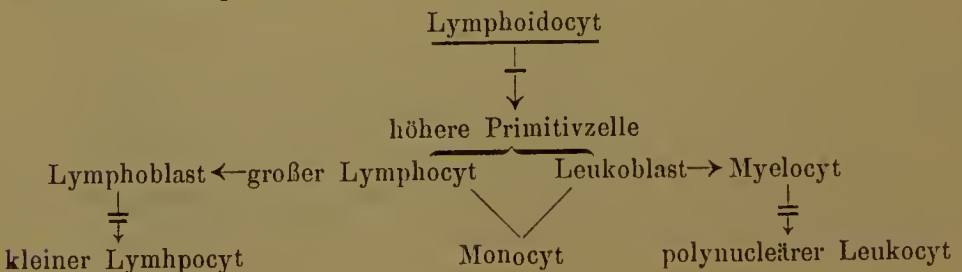 Lymphoidocyt
höhere Primitivzelle
Lymphoblast ← großer Lymphocyt Leukoblast → Myelocyt
kleiner Lymhpocyt Monocyt polynucleärer Leukocyt